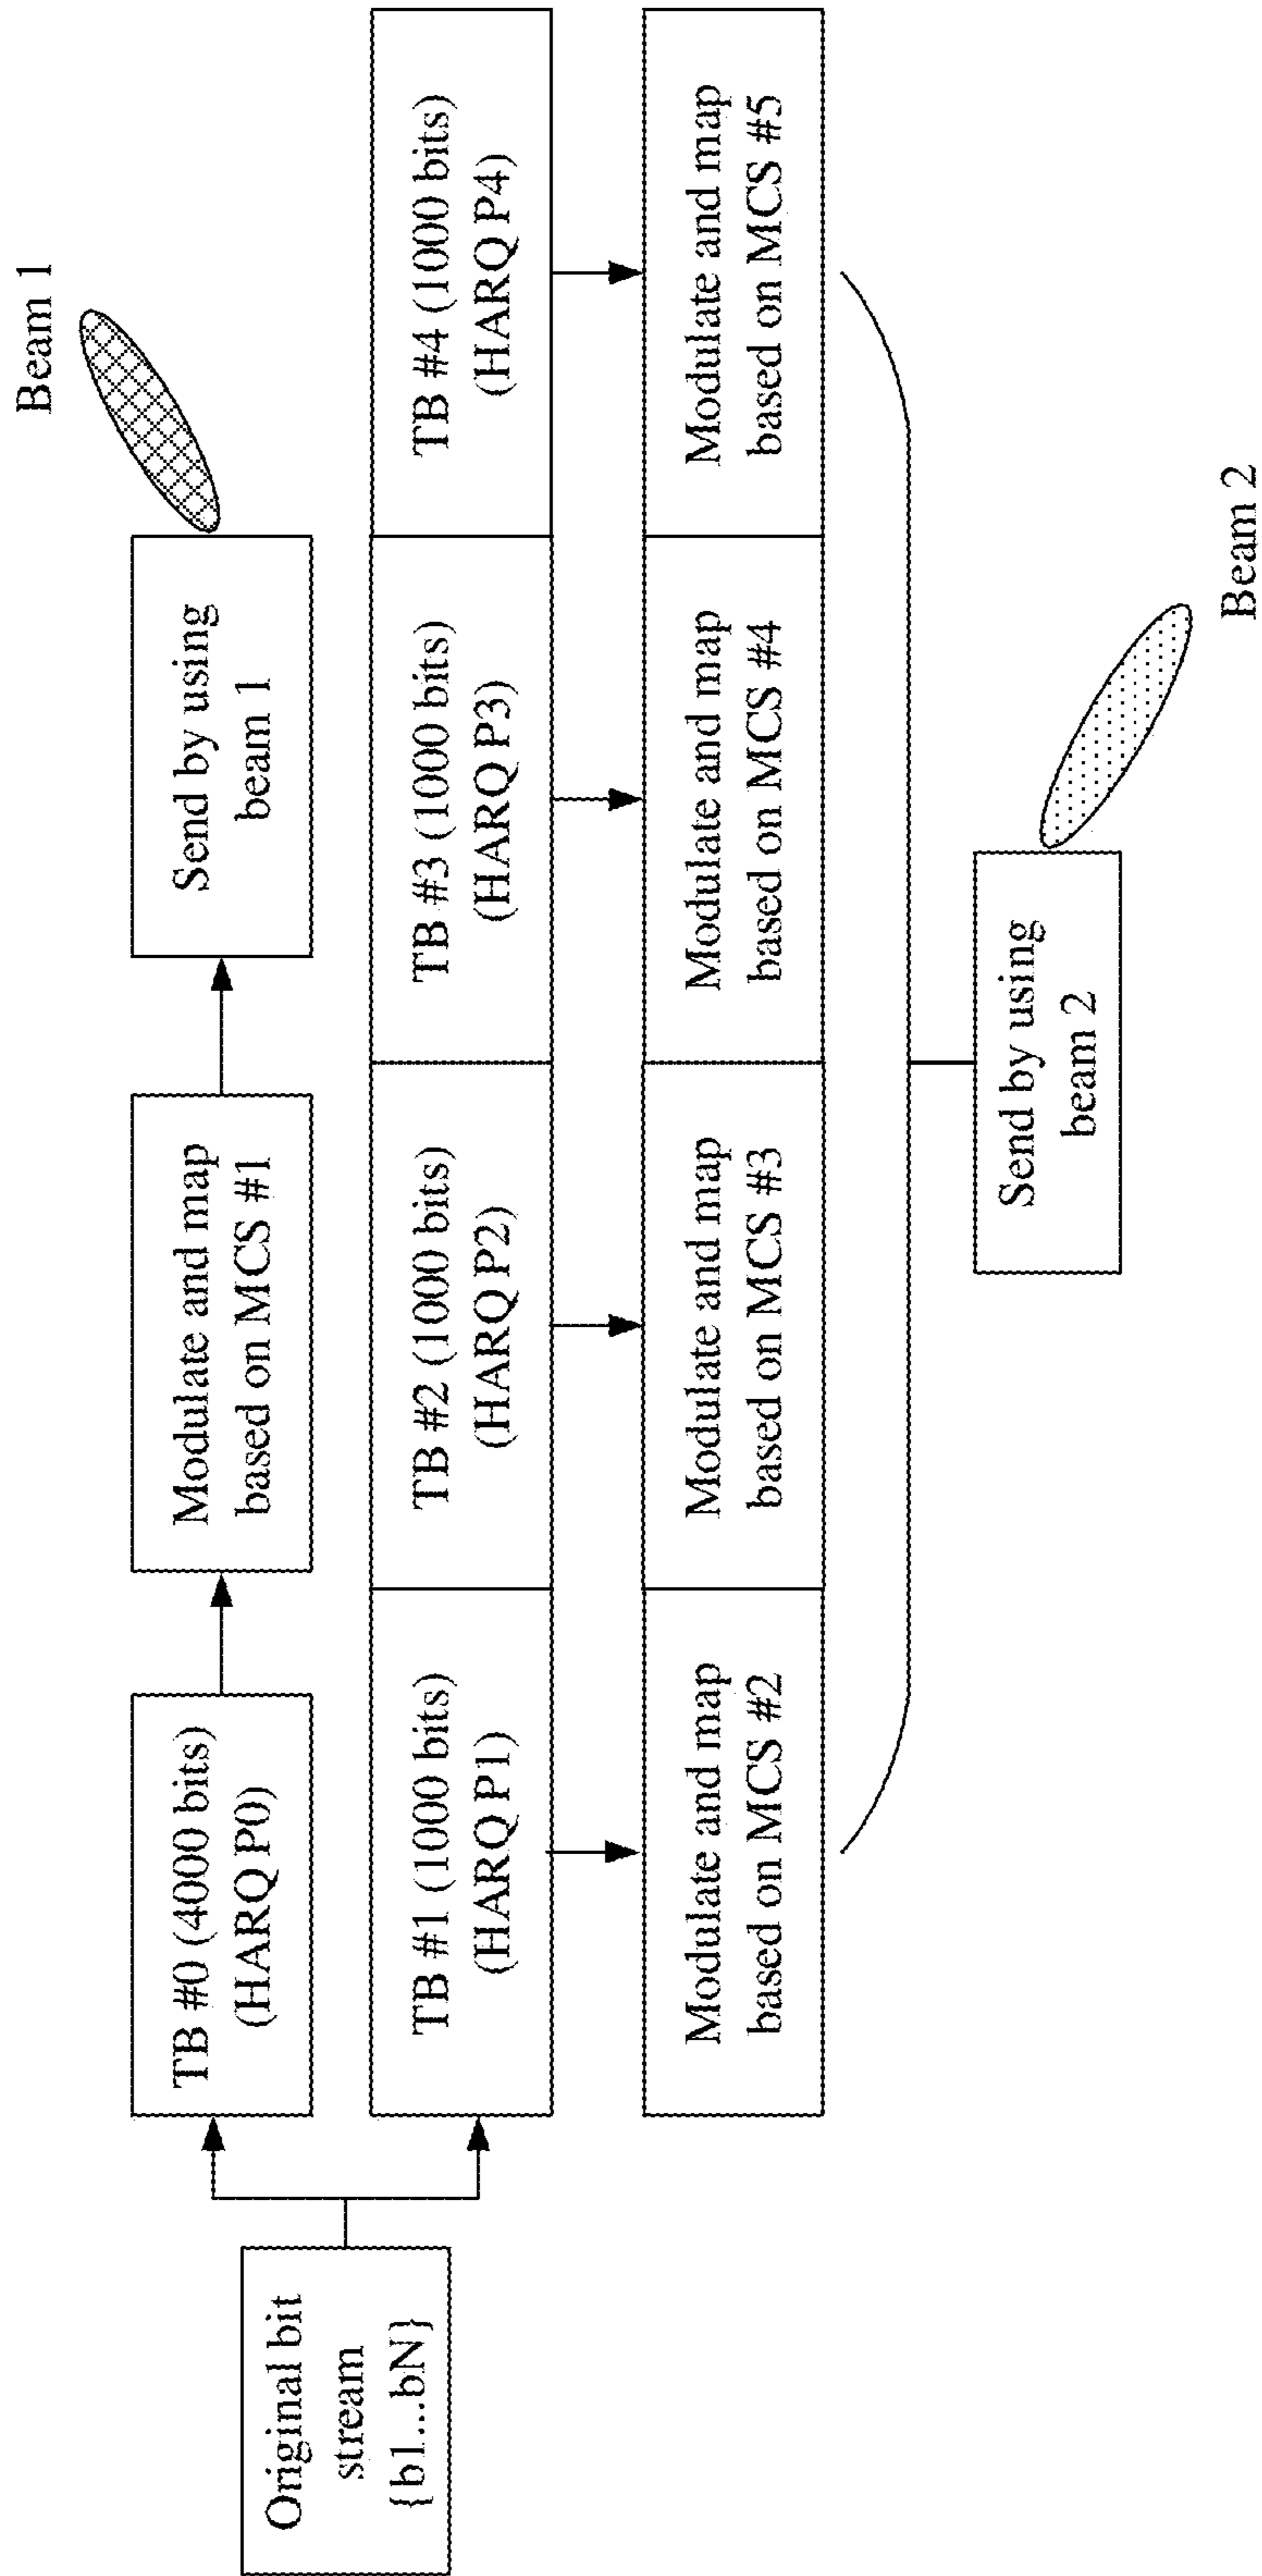 Original bit
stream
{b1...bN}
TB #0 (4000 bits)
(HARQ P0)
Modulate and map
based on MCS #1
Send by using
beam 1
Beam 1
TB #1 (1000 bits)
(HARQ P1)
TB #2 (1000 bits)
(HARQ P2)
TB #3 (1000 bits)
(HARQ P3)
TB #4 (1000 bits)
(HARQ P4)
Modulate and map
based on MCS #2
Modulate and map
based on MCS #3
Modulate and map
based on MCS #4
Modulate and map
based on MCS #5
Send by using
beam 2
Beam 2